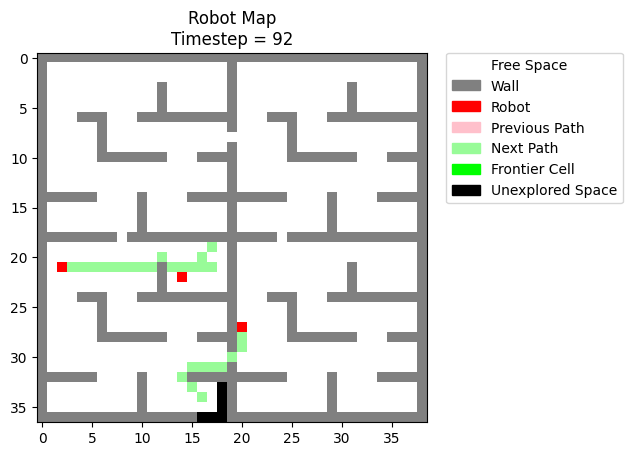 Robot Map
Timestep = 92
Free Space
Wall
Robot
Previous Path
Next Path
Frontier Cell
Unexplored Space
0
5
10
15
20
25
30
35
0
5
10
15
20
25
30
35